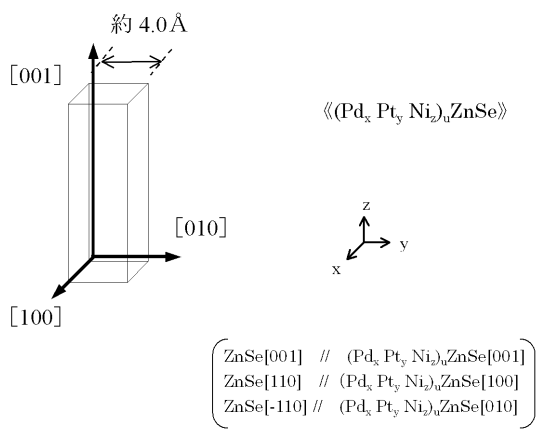 約 4.0Å
[001]
《(Pdx Pty Niz)uZnSe》
[010]
z
y
x
[100]
ZnSe[001] // (Pdx Pty Niz)uZnSe[001]
ZnSe[110] // (Pdx Pty Niz)uZnSe[100]
ZnSe[-110] // (Pdx Pty Niz)uZnSe[010]